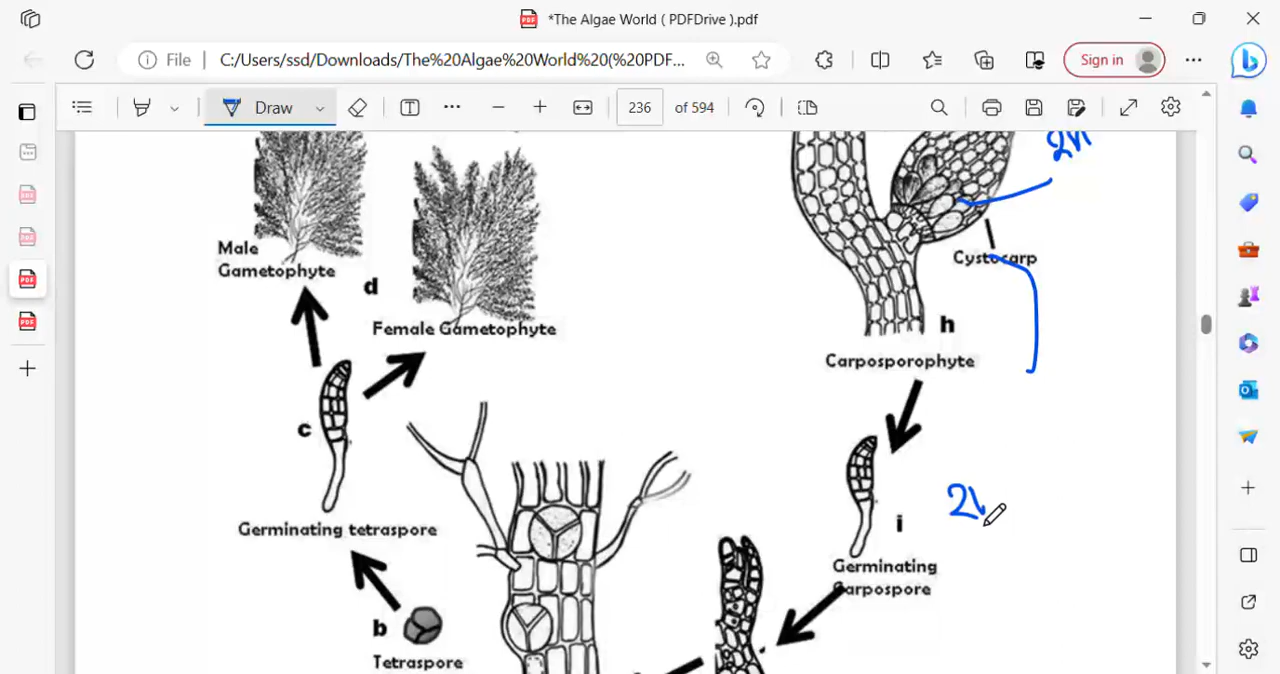 *The Algae World ( PDFDrive ).pdf
File C:/Users/ssd/Downloads/The%20Algae%20World%20(%20PDF...
Sign in
Draw
236 of 594
2n
Male
Gametophyte
d
Female Gametophyte
Cystocarp
h
Carposporophyte
c
i
Germinating tetraspore
Germinating
Carpospore
b
Tetraspore